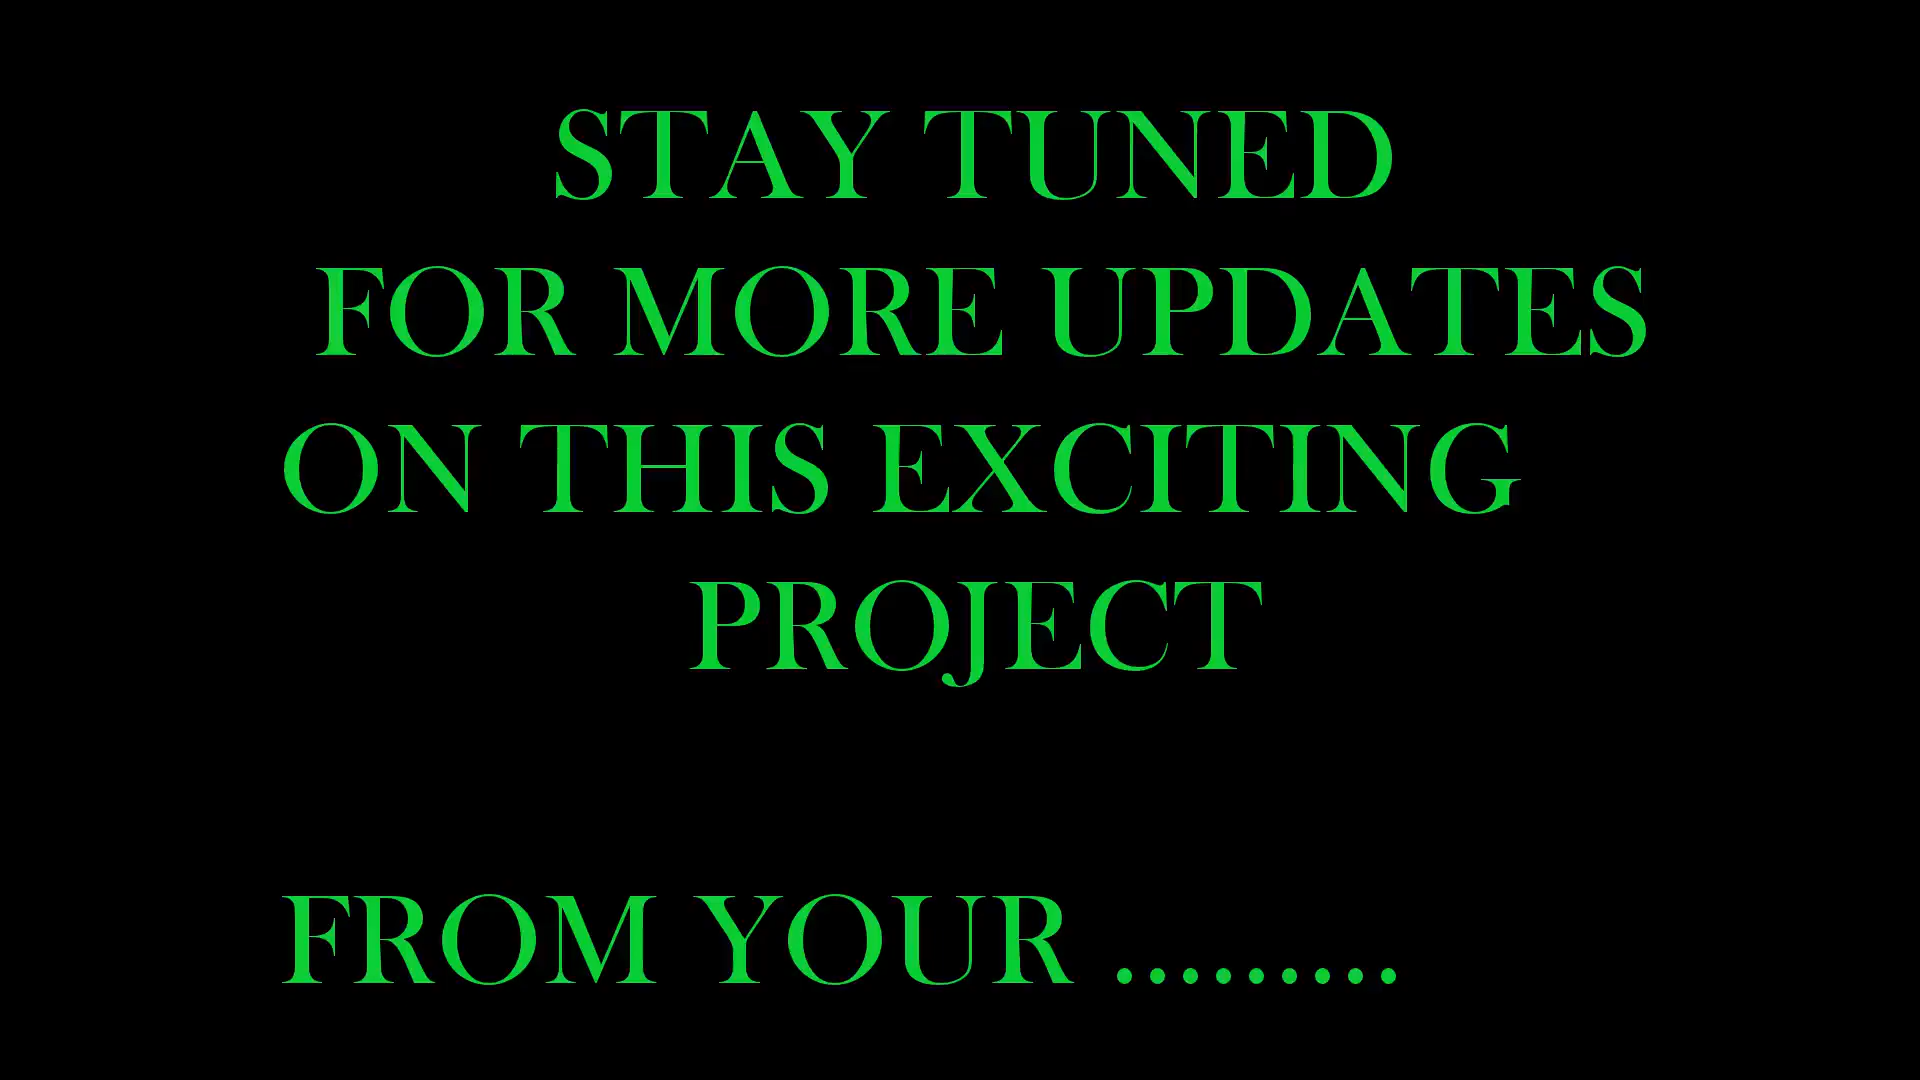 STAY TUNED
FOR MORE UPDATES
ON THIS EXCITING
PROJECT
FROM YOUR .........